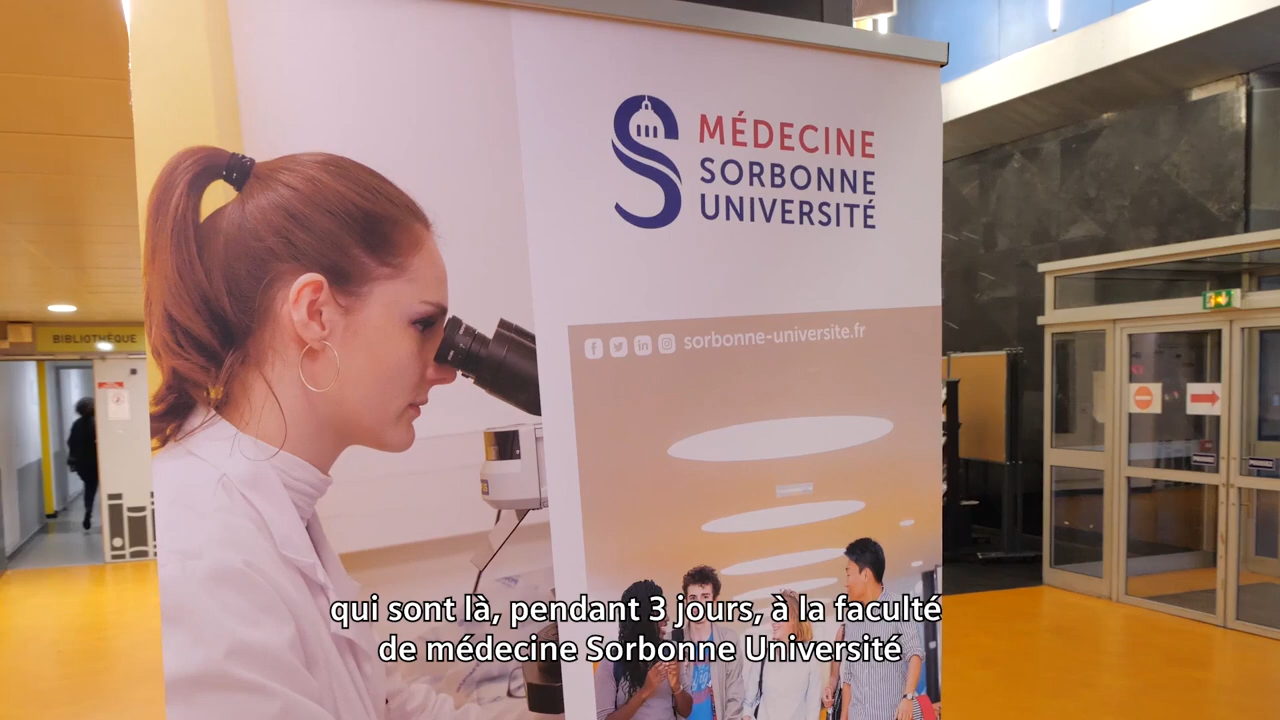 MÉDECINE
SORBONNE
UNIVERSITÉ
sorbonne-universite.fr
BIBLIOTHÈQUE
qui sont là, pendant 3 jours, à la faculté
de médecine Sorbonne Université